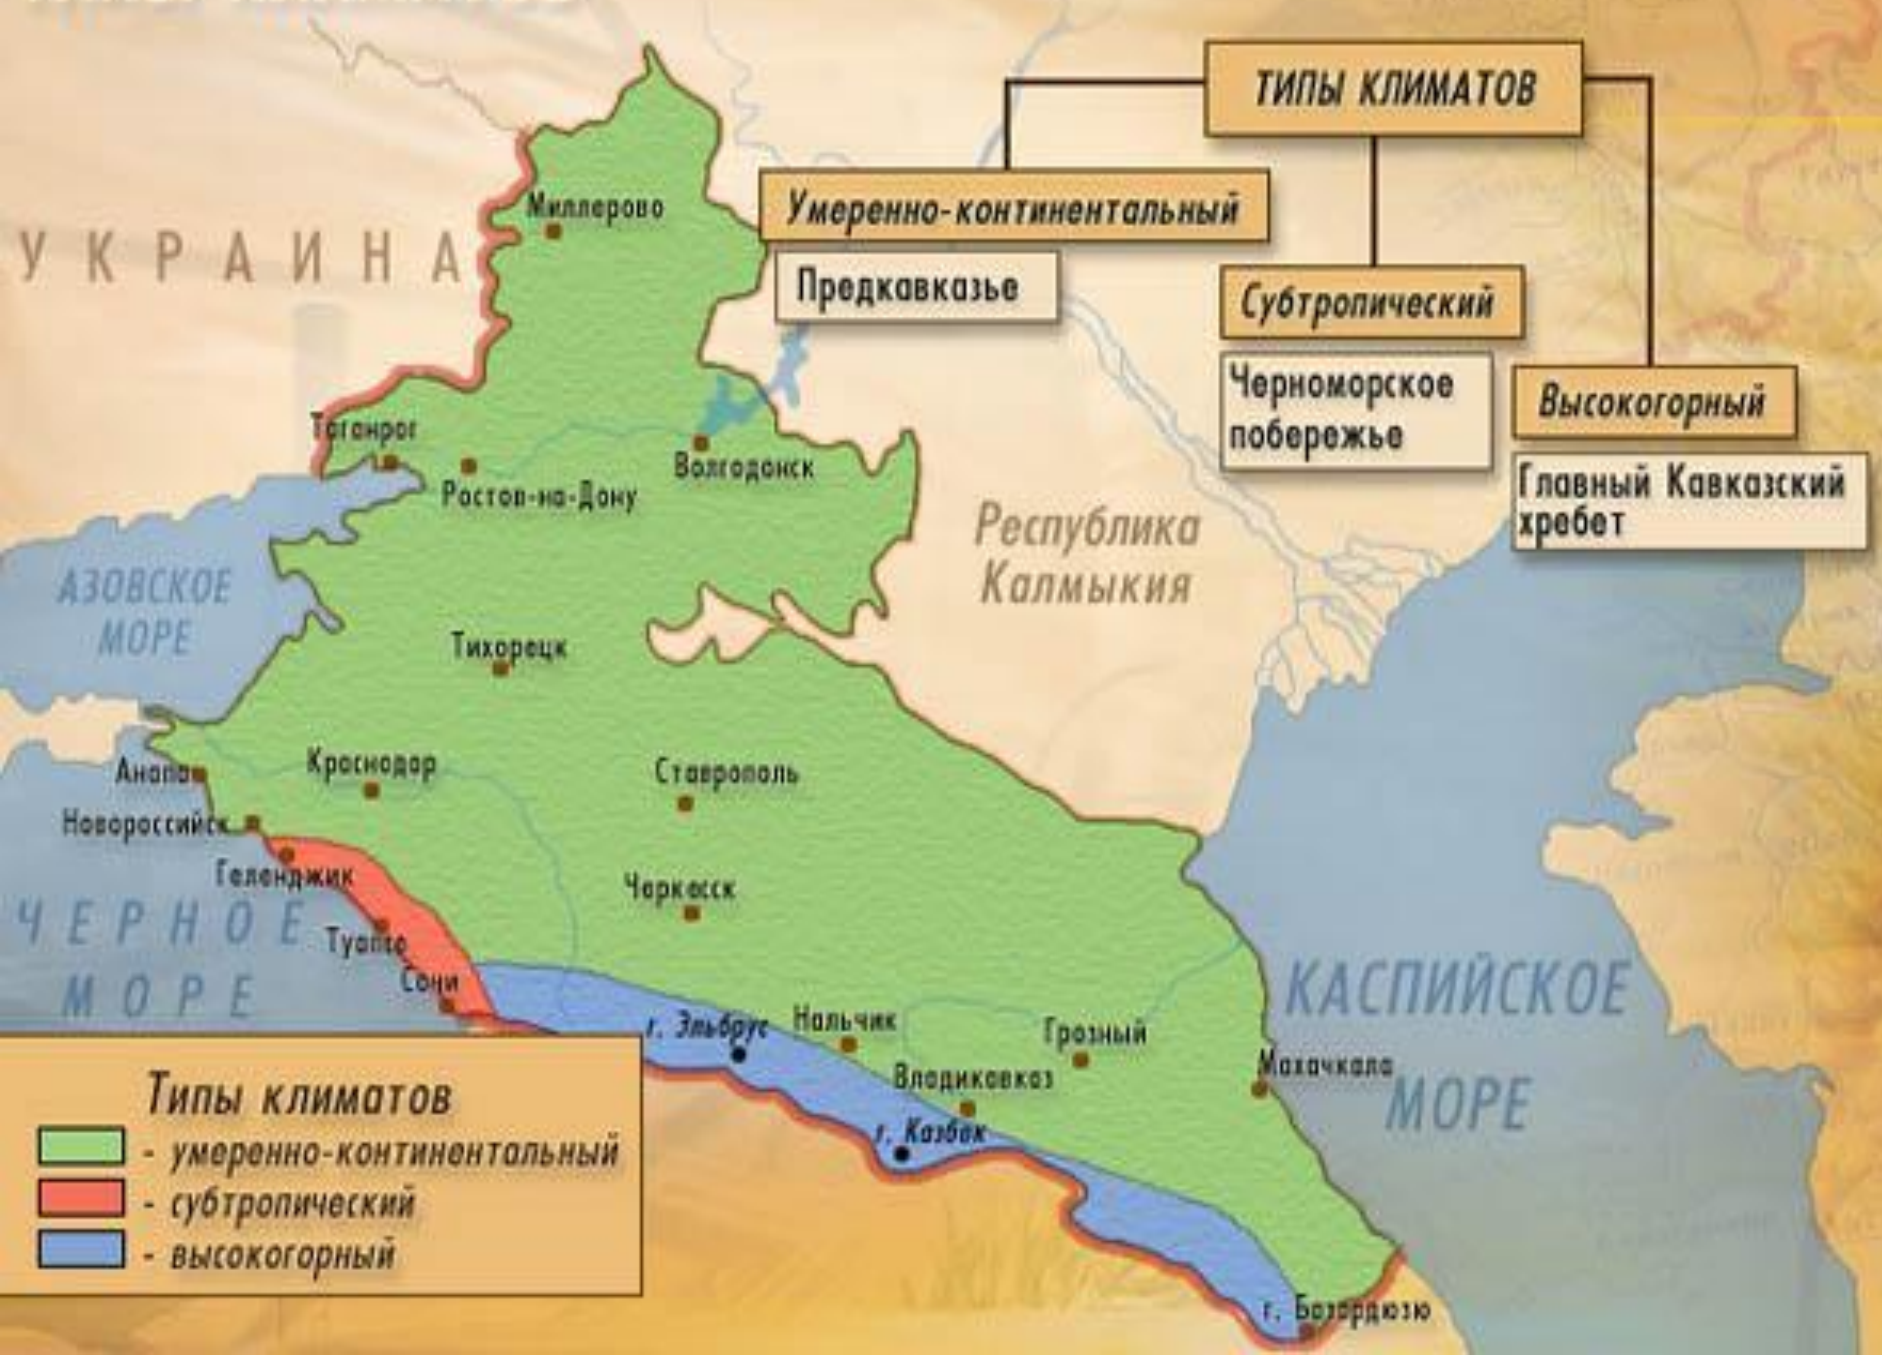 ТИПЫ КЛИМАТОВ
Умеренно-континентальный
Предкавказье
Субтропический
Черноморское
побережье
Высокогорный
Главный Кавказский
хребет
УКРАИНА
Миллерово
Таганрог
Ростов-на-Дону
Волгодонск
Республика
Калмыкия
АЗОВСКОЕ
МОРЕ
Тихорецк
Анапа
Краснодар
Ставрополь
Новороссийск
Геленджик
Черкесск
ЧЕРНОЕ
МОРЕ
Туапсе
Сочи
КАСПИЙСКОЕ
МОРЕ
г. Эльбрус
Нальчик
Грозный
Владикавказ
Махачкала
г. Казбек
г. Базардюзю
Типы климатов
- умеренно-континентальный
- субтропический
- высокогорный